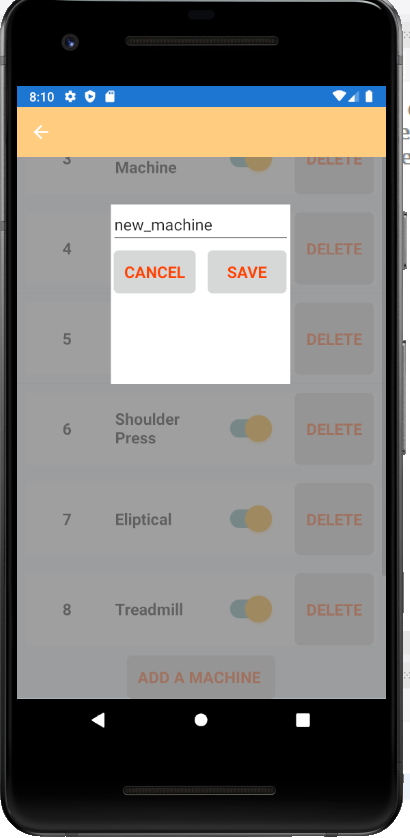 8:10
3 Machine DELETE
new_machine
CANCEL SAVE
4 DELETE
5 DELETE
6 Shoulder Press DELETE
7 Eliptical DELETE
8 Treadmill DELETE
ADD A MACHINE